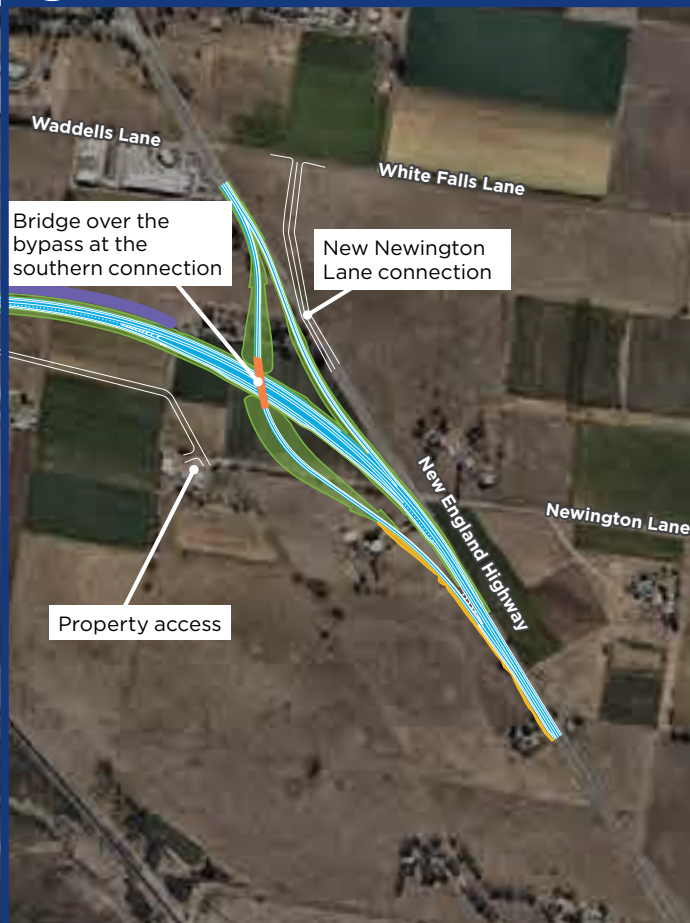 Waddells Lane
White Falls Lane
Bridge over the
bypass at the
southern connection
New Newington
Lane connection
New England Highway
Newington Lane
Property access